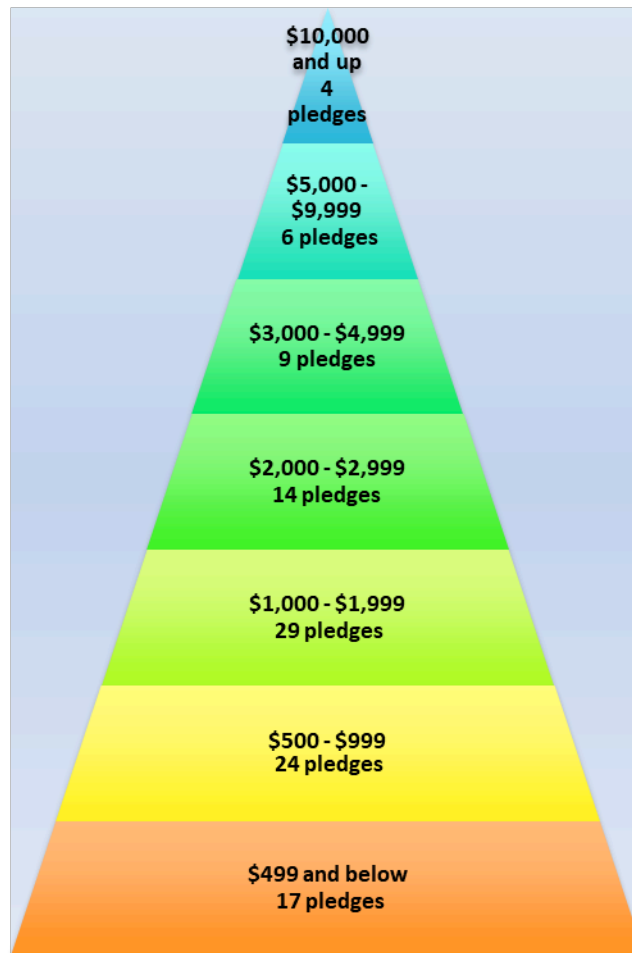 $10,000
and up
4
pledges
$5,000 -
$9,999
6 pledges
$3,000 - $4,999
9 pledges
$2,000 - $2,999
14 pledges
$1,000 - $1,999
29 pledges
$500 - $999
24 pledges
$499 and below
17 pledges